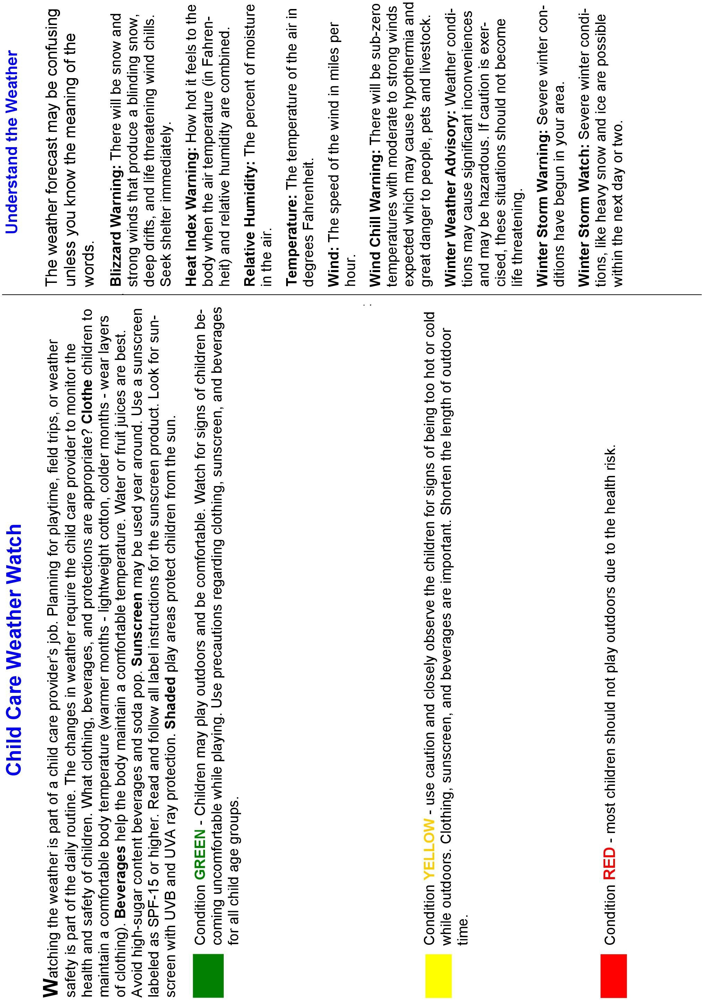 Child Care Weather Watch
Watching the weather is part of a child care provider's job. Planning for playtime, field trips, or weather
safety is part of the daily routine. The changes in weather require the child care provider to monitor the
health and safety of children. What clothing, beverages, and protections are appropriate? Clothe children to
maintain a comfortable body temperature (warmer months - lightweight cotton, colder months - wear layers
of clothing). Beverages help the body maintain a comfortable temperature. Water or fruit juices are best.
Avoid high-sugar content beverages and soda pop. Sunscreen may be used year around. Use a sunscreen
labeled as SPF-15 or higher. Read and follow all label instructions for the sunscreen product. Look for sun-
screen with UVB and UVA ray protection. Shaded play areas protect children from the sun.
Condition GREEN - Children may play outdoors and be comfortable. Watch for signs of children be-
coming uncomfortable while playing. Use precautions regarding clothing, sunscreen, and beverages
for all child age groups.
Condition YELLOW - use caution and closely observe the children for signs of being too hot or cold
while outdoors. Clothing, sunscreen, and beverages are important. Shorten the length of outdoor
time.
Condition RED - most children should not play outdoors due to the health risk.
Understand the Weather
The weather forecast may be confusing
unless you know the meaning of the
words.
Blizzard Warning: There will be snow and
strong winds that produce a blinding snow,
deep drifts, and life threatening wind chills.
Seek shelter immediately.
Heat Index Warning: How hot it feels to the
body when the air temperature (in Fahren-
heit) and relative humidity are combined.
Relative Humidity: The percent of moisture
in the air.
Temperature: The temperature of the air in
degrees Fahrenheit.
Wind: The speed of the wind in miles per
hour.
Wind Chill Warning: There will be sub-zero
temperatures with moderate to strong winds
expected which may cause hypothermia and
great danger to people, pets and livestock.
Winter Weather Advisory: Weather condi-
tions may cause significant inconveniences
and may be hazardous. If caution is exer-
cised, these situations should not become
life threatening.
Winter Storm Warning: Severe winter con-
ditions have begun in your area.
Winter Storm Watch: Severe winter condi-
tions, like heavy snow and ice are possible
within the next day or two.